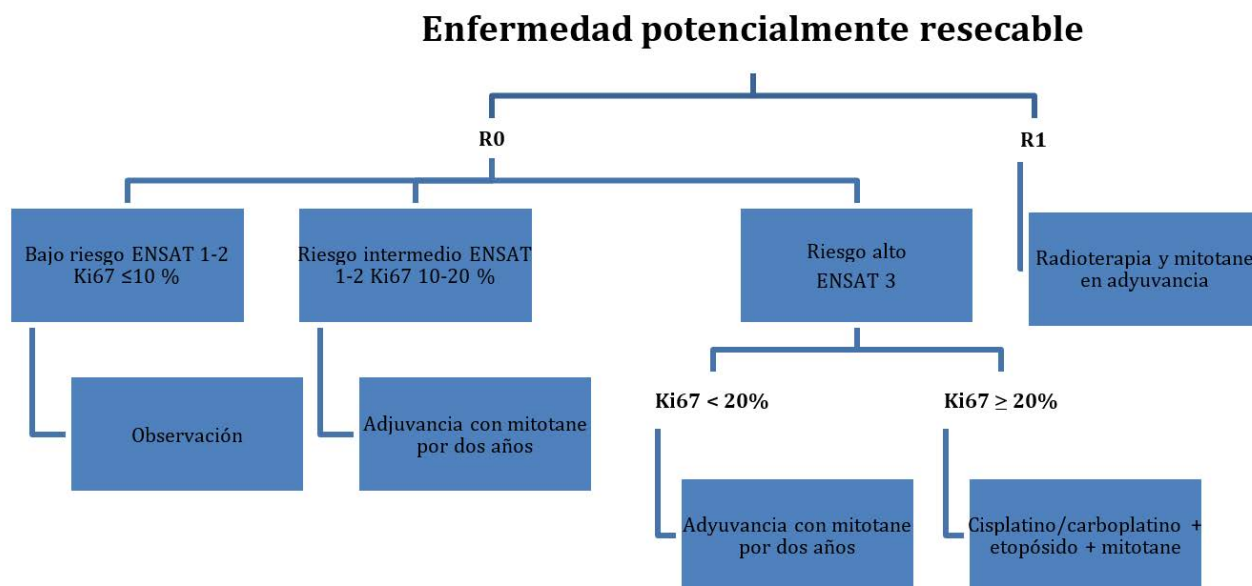 Enfermedad potencialmente resecable
R0
R1
Bajo riesgo ENSAT 1-2
Ki67 ≤10 %
Riesgo intermedio ENSAT
1-2 Ki67 10-20 %
Riesgo alto
ENSAT 3
Radioterapia y mitotane
en adyuvancia
Observación
Adjuvancia con mitotane
por dos años
Ki67 < 20%
Ki67 ≥ 20%
Adyuvancia con mitotane
por dos años
Cisplatino/carboplatino +
etopósido + mitotane